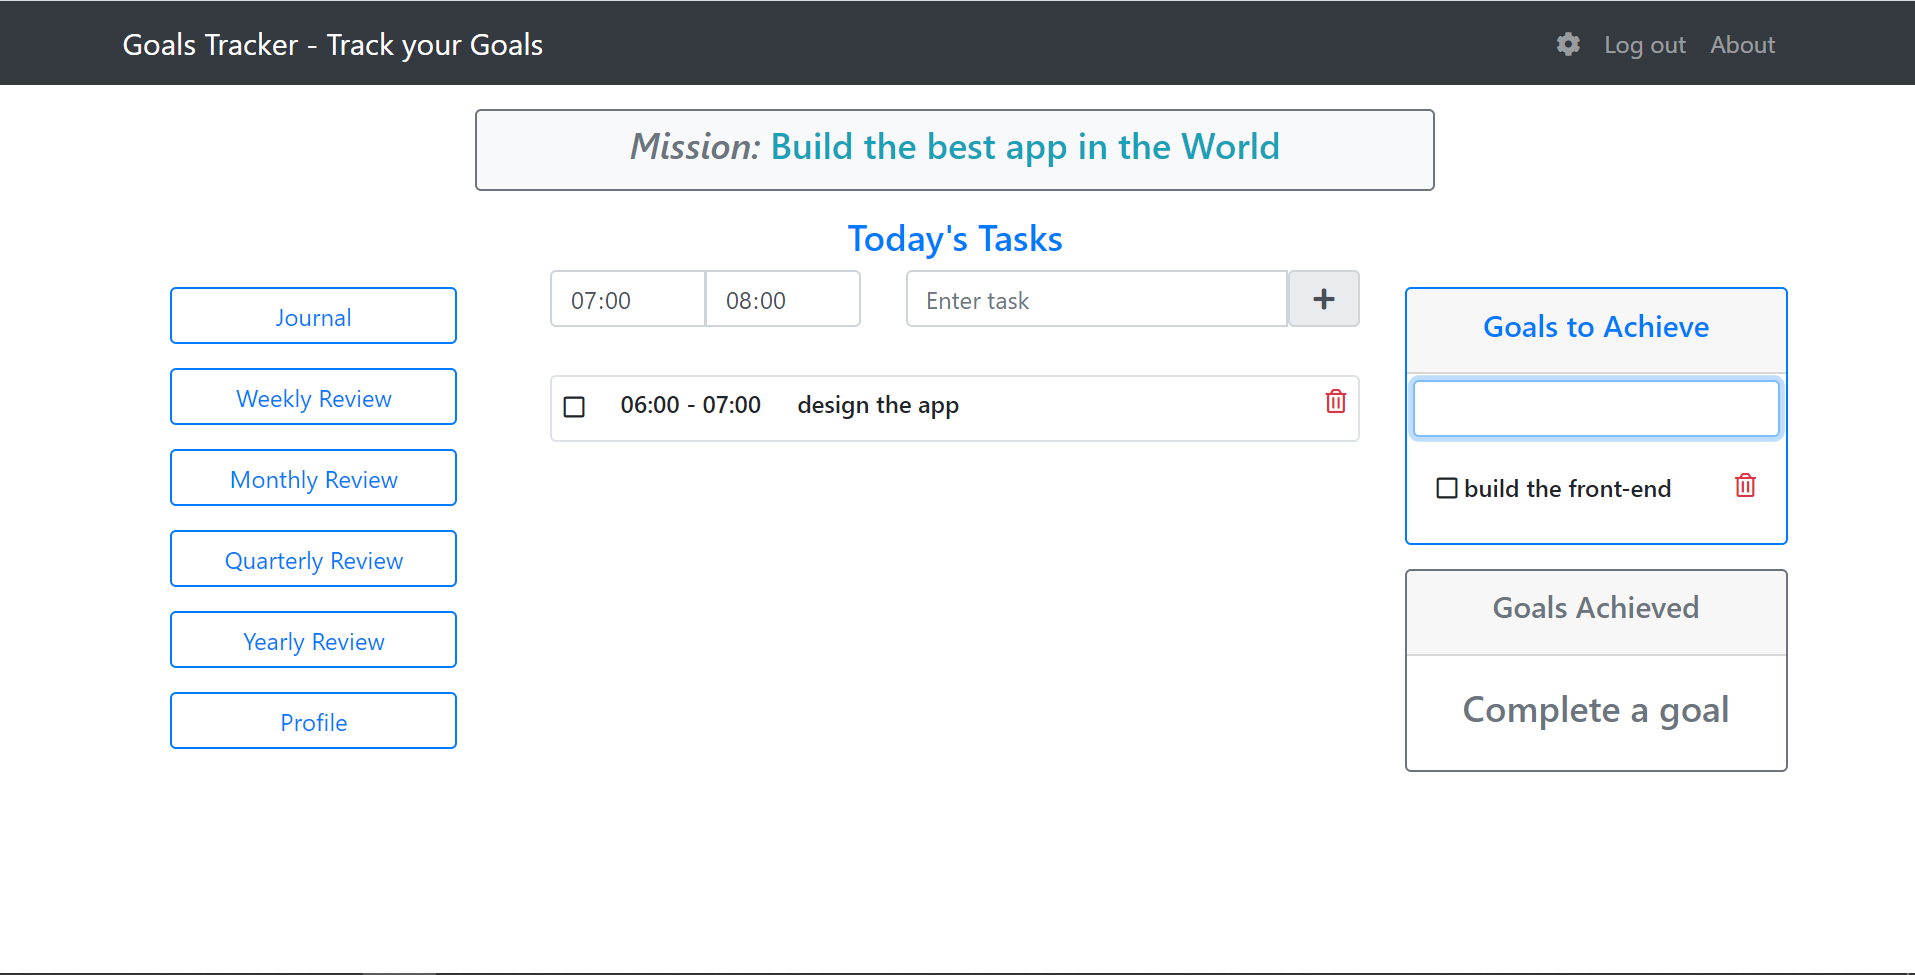 Goals Tracker - Track your Goals
Log out
About
Mission: Build the best app in the World
Today's Tasks
07:00
08:00
Enter task
06:00 - 07:00
design the app
Journal
Weekly Review
Monthly Review
Quarterly Review
Yearly Review
Profile
Goals to Achieve
build the front-end
Goals Achieved
Complete a goal